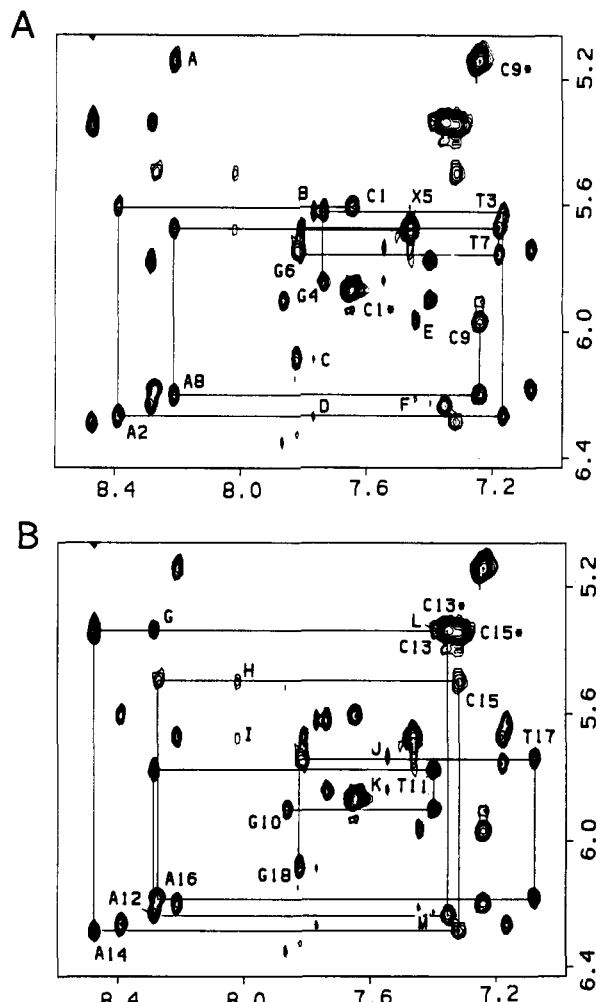 A
A
C9*
5.2
B
C1
X5
T3
5.6
G6
T7
G4
C1*
E
C9
6.0
C
A8
D
F
A2
6.4
8.4
8.0
7.6
7.2
B
5.2
G
L
C13*
C15*
C13
H
C15
5.6
I
J
T17
K
T11
G10
6.0
G18
A16
A12
M
A14
6.4
8.4
8.0
7.6
7.2